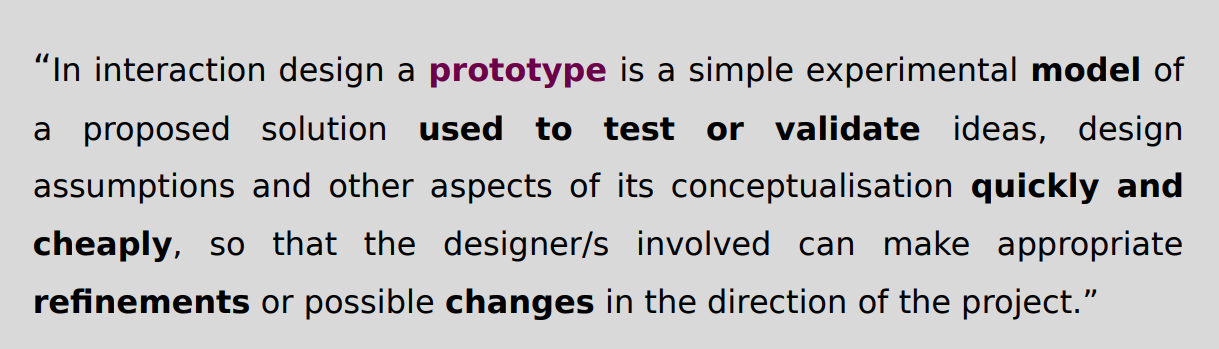 “In interaction design a prototype is a simple experimental model of
a proposed solution used to test or validate ideas, design
assumptions and other aspects of its conceptualisation quickly and
cheaply, so that the designer/s involved can make appropriate
refinements or possible changes in the direction of the project.”